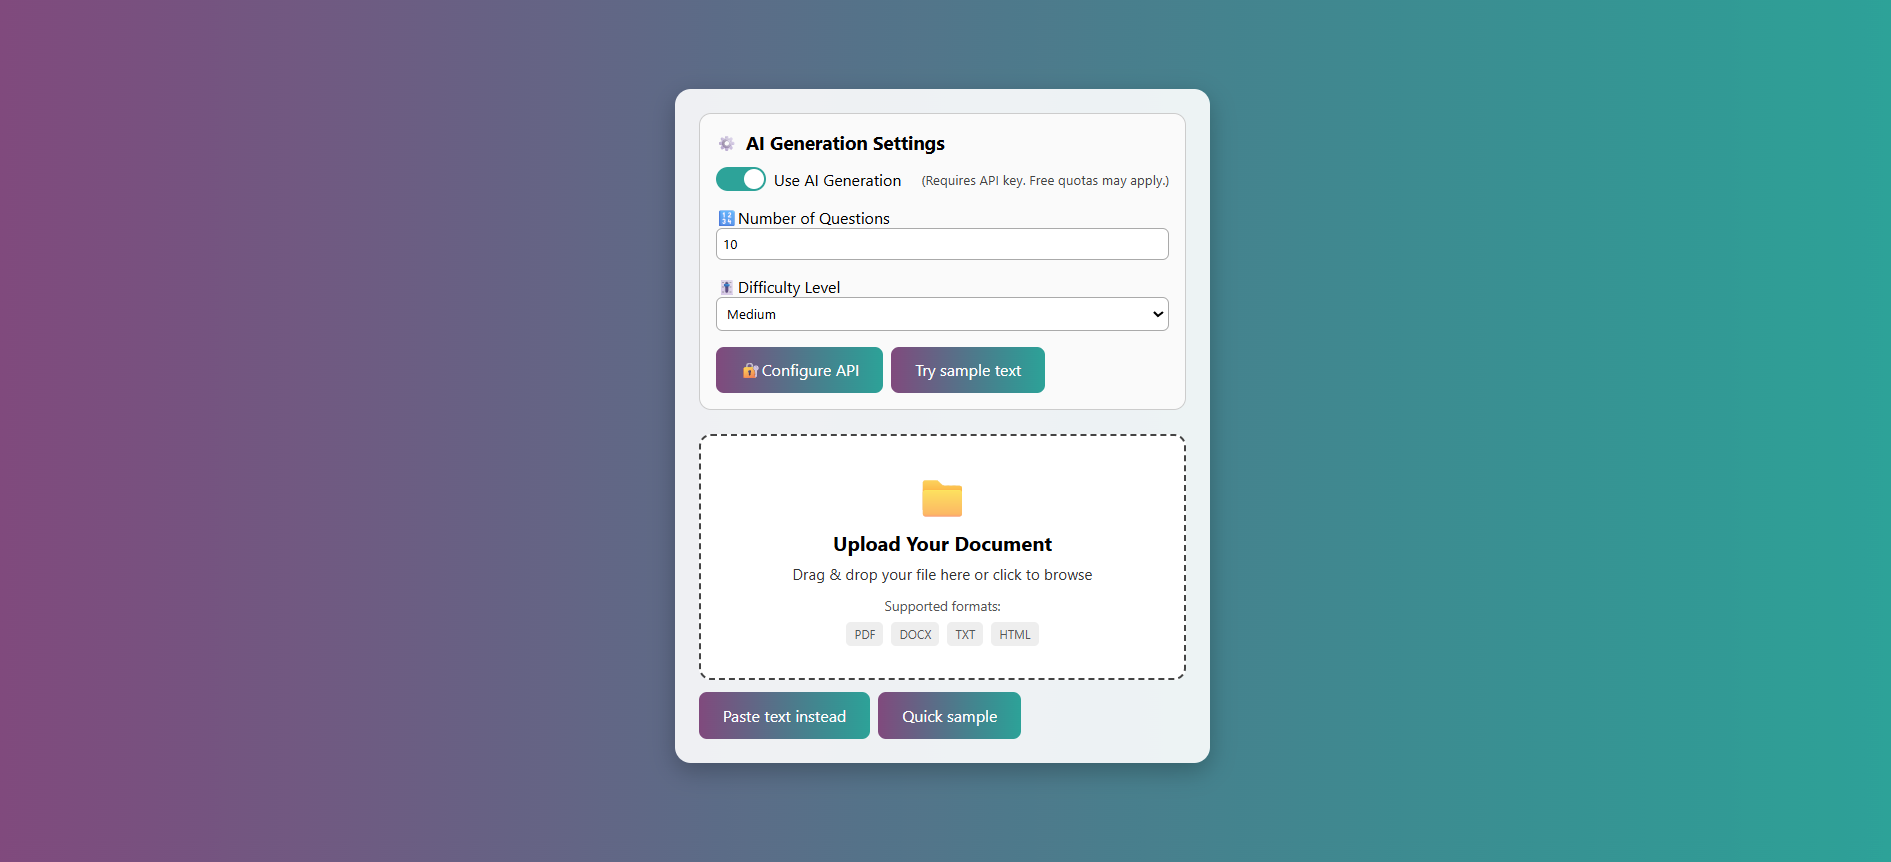 AI Generation Settings
Use AI Generation (Requires API key. Free quotas may apply.)
Number of Questions
10
Difficulty Level
Medium
Configure API Try sample text
Upload Your Document
Drag & drop your file here or click to browse
Supported formats:
PDF DOCX TXT HTML
Paste text instead Quick sample